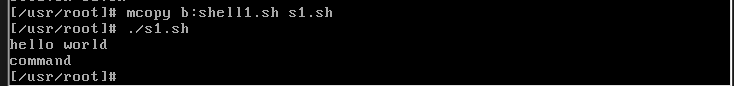 [/usr/root]# mcopy b:shell1.sh s1.sh
[/usr/root]# ./s1.sh
hello world
command
[/usr/root]#